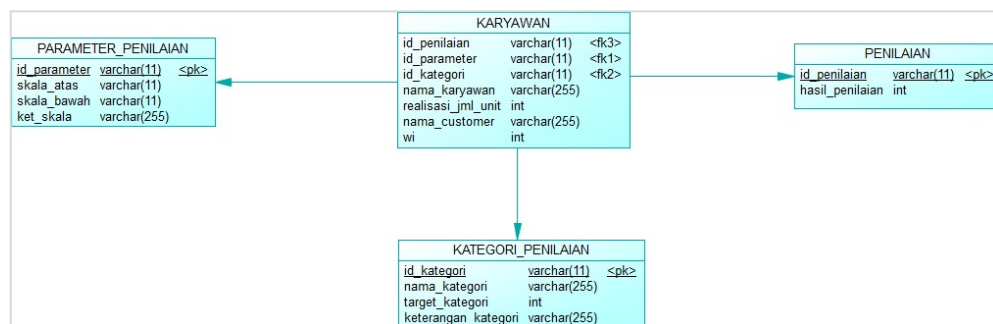 KARYAWAN
id_penilaian varchar(11) <fk3>
id_parameter varchar(11) <fk1>
id_kategori varchar(11) <fk2>
nama_karyawan varchar(255)
realisasi_jml_unit int
nama_customer varchar(255)
wi int
PARAMETER_PENILAIAN
id_parameter varchar(11) <pk>
skala_atas varchar(11)
skala_bawah varchar(11)
ket_skala varchar(255)
PENILAIAN
id_penilaian varchar(11) <pk>
hasil_penilaian int
KATEGORI_PENILAIAN
id_kategori varchar(11) <pk>
nama_kategori varchar(255)
target_kategori int
keterangan_kategori varchar(255)